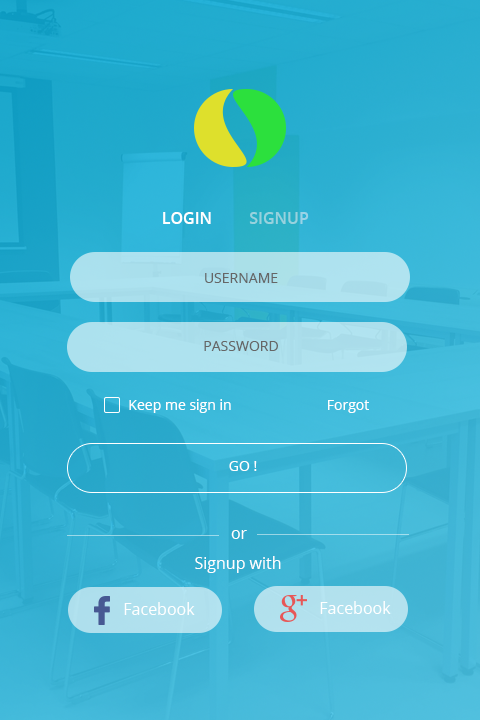 LOGIN SIGNUP
USERNAME
PASSWORD
Keep me sign in Forgot
GO !
or
Signup with
Facebook g+ Facebook